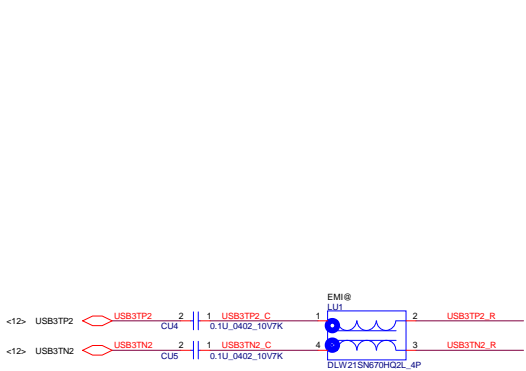 EMI@
LU1
<12> USB3TP2 USB3TP2 2 1 USB3TP2_C 1 2 USB3TP2_R
CU4 0.1U_0402_10V7K
<12> USB3TN2 USB3TN2 2 1 USB3TN2_C 4 3 USB3TN2_R
CU5 0.1U_0402_10V7K
DLW21SN670HQ2L_4P